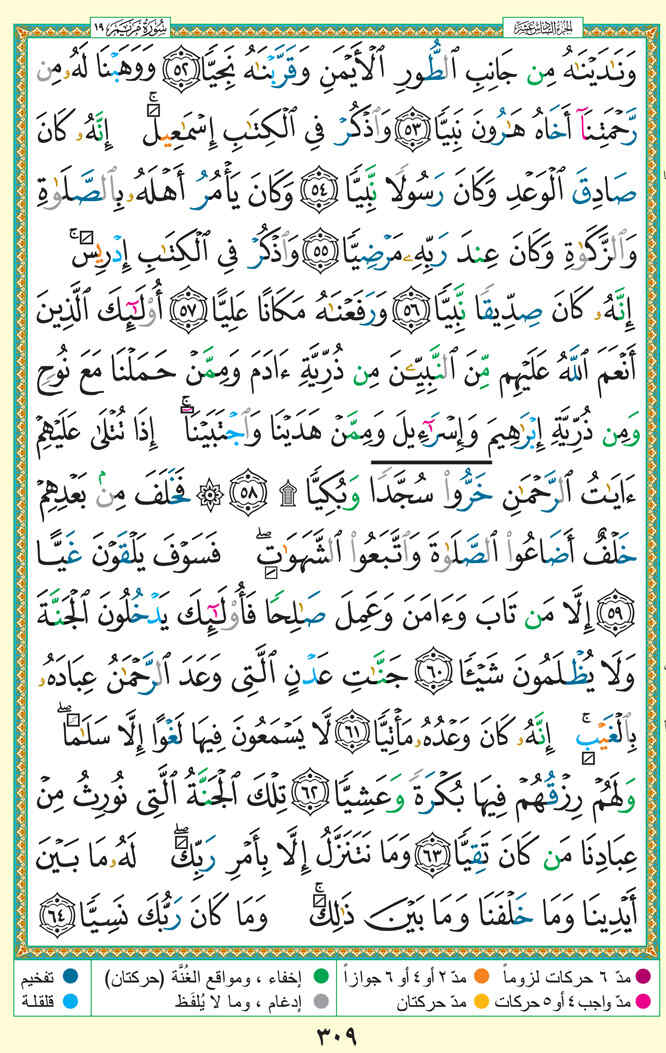 الجزء السادس عشر
سورة مريم ١٩
وَنَٰدَيْنَٰهُ مِن جَانِبِ ٱلطُّورِ ٱلْأَيْمَنِ وَقَرَّبْنَٰهُ نَجِيًّا ٥٢ وَوَهَبْنَا لَهُۥ مِن
رَّحْمَتِنَآ أَخَاهُ هَٰرُونَ نَبِيًّا ٥٣ وَٱذْكُرْ فِى ٱلْكِتَٰبِ إِسْمَٰعِيلَ ۚ إِنَّهُۥ كَانَ
صَادِقَ ٱلْوَعْدِ وَكَانَ رَسُولًا نَّبِيًّا ٥٤ وَكَانَ يَأْمُرُ أَهْلَهُۥ بِٱلصَّلَوٰةِ
وَٱلزَّكَوٰةِ وَكَانَ عِندَ رَبِّهِۦ مَرْضِيًّا ٥٥ وَٱذْكُرْ فِى ٱلْكِتَٰبِ إِدْرِيسَ ۚ
إِنَّهُۥ كَانَ صِدِّيقًا نَّبِيًّا ٥٦ وَرَفَعْنَٰهُ مَكَانًا عَلِيًّا ٥٧ أُو۟لَٰٓئِكَ ٱلَّذِينَ
أَنْعَمَ ٱللَّهُ عَلَيْهِم مِّنَ ٱلنَّبِيِّۦنَ مِن ذُرِّيَّةِ ءَادَمَ وَمِمَّنْ حَمَلْنَا مَعَ نُوحٍ
وَمِن ذُرِّيَّةِ إِبْرَٰهِيمَ وَإِسْرَٰٓءِيلَ وَمِمَّنْ هَدَيْنَا وَٱجْتَبَيْنَآ ۚ إِذَا تُتْلَىٰ عَلَيْهِمْ
ءَايَٰتُ ٱلرَّحْمَٰنِ خَرُّوا۟ سُجَّدًا وَبُكِيًّا ۩ ٥٨ ۞ فَخَلَفَ مِنۢ بَعْدِهِمْ
خَلْفٌ أَضَاعُوا۟ ٱلصَّلَوٰةَ وَٱتَّبَعُوا۟ ٱلشَّهَوَٰتِ ۖ فَسَوْفَ يَلْقَوْنَ غَيًّا
٥٩ إِلَّا مَن تَابَ وَءَامَنَ وَعَمِلَ صَٰلِحًا فَأُو۟لَٰٓئِكَ يَدْخُلُونَ ٱلْجَنَّةَ
وَلَا يُظْلَمُونَ شَيْـًٔا ٦٠ جَنَّٰتِ عَدْنٍ ٱلَّتِى وَعَدَ ٱلرَّحْمَٰنُ عِبَادَهُۥ
بِٱلْغَيْبِ ۚ إِنَّهُۥ كَانَ وَعْدُهُۥ مَأْتِيًّا ٦١ لَّا يَسْمَعُونَ فِيهَا لَغْوًا إِلَّا سَلَٰمًا ۖ
وَلَهُمْ رِزْقُهُمْ فِيهَا بُكْرَةً وَعَشِيًّا ٦٢ تِلْكَ ٱلْجَنَّةُ ٱلَّتِى نُورِثُ مِنْ
عِبَادِنَا مَن كَانَ تَقِيًّا ٦٣ وَمَا نَتَنَزَّلُ إِلَّا بِأَمْرِ رَبِّكَ ۖ لَهُۥ مَا بَيْنَ
أَيْدِينَا وَمَا خَلْفَنَا وَمَا بَيْنَ ذَٰلِكَ ۚ وَمَا كَانَ رَبُّكَ نَسِيًّا ٦٤
مدّ ٦ حركات لزوماً مدّ ٢ أو ٤ أو ٦ جوازاً إخفاء ، ومواقع الغُنَّة (حركتان) تفخيم
مدّ واجب ٤ أو ٥ حركات مدّ حركتان إدغام ، وما لا يُلفَظ قلقلة
٣٠٩